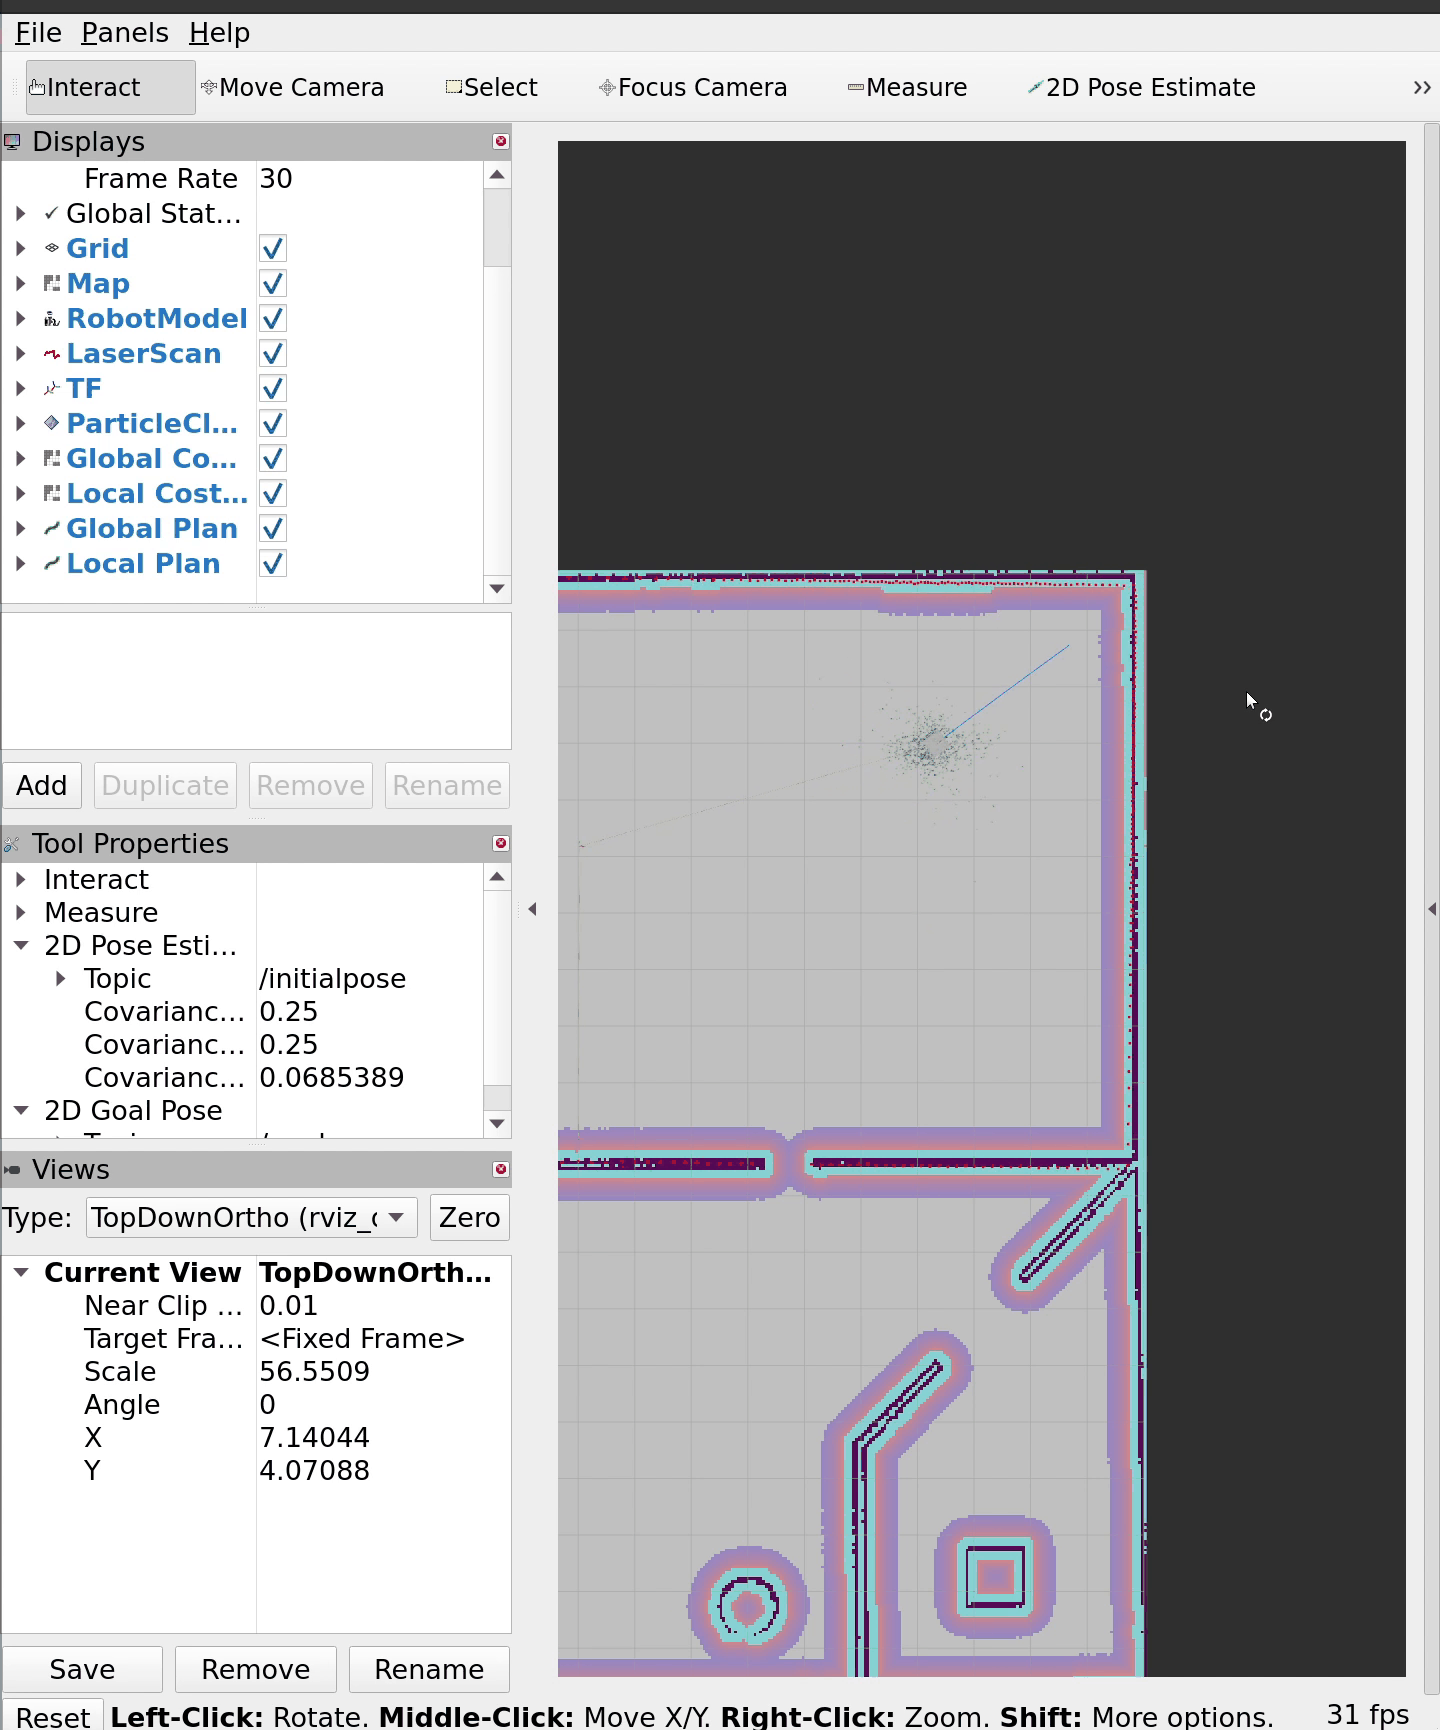 File Panels Help
Interact Move Camera Select Focus Camera Measure 2D Pose Estimate
Displays
Frame Rate 30
Global Stat...
Grid
Map
RobotModel
LaserScan
TF
ParticleCl...
Global Co...
Local Cost...
Global Plan
Local Plan
Add Duplicate Remove Rename
Tool Properties
Interact
Measure
2D Pose Esti...
Topic /initialpose
Covarianc... 0.25
Covarianc... 0.25
Covarianc... 0.0685389
2D Goal Pose
Views
Type: TopDownOrtho (rviz_ Zero
Current View TopDownOrth...
Near Clip ... 0.01
Target Fra... <Fixed Frame>
Scale 56.5509
Angle 0
X 7.14044
Y 4.07088
Save Remove Rename
Reset Left-Click: Rotate. Middle-Click: Move X/Y. Right-Click: Zoom. Shift: More options. 31 fps